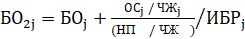 БО₂ⱼ = БОⱼ + ОСⱼ / ЧЖⱼ / (НП / ЧЖ) / ИБРⱼ